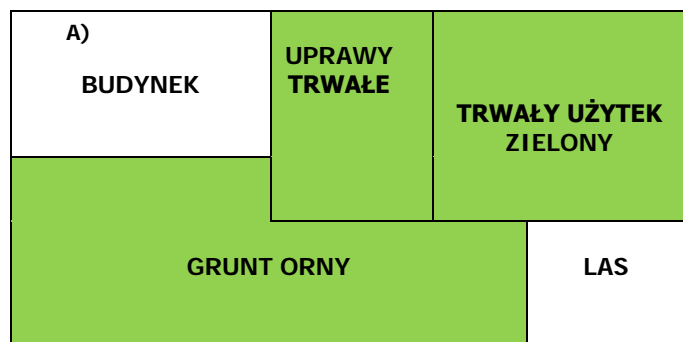 A)
BUDYNEK
UPRAWY
TRWAŁE
TRWAŁY UŻYTEK
ZIELONY
GRUNT ORNY
LAS